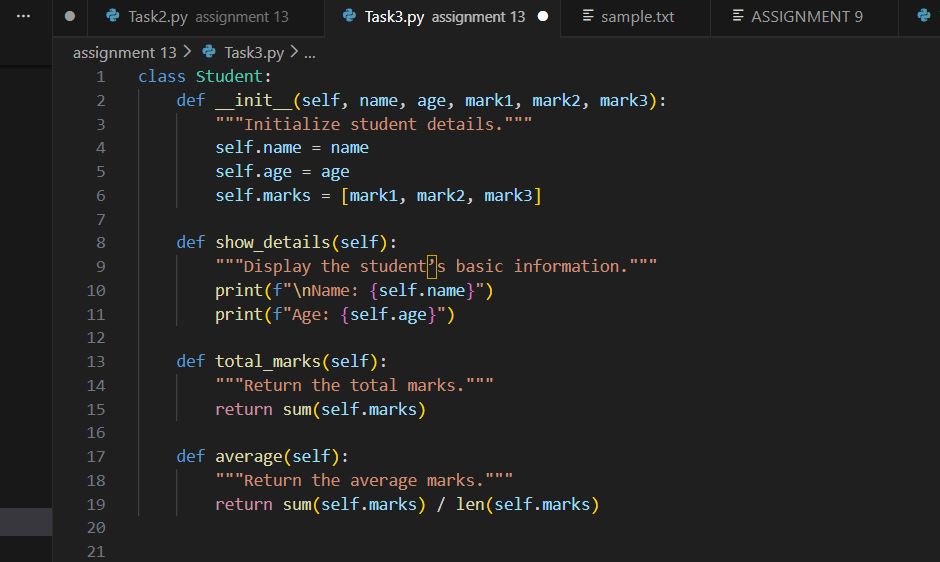 ··· Task2.py assignment 13 Task3.py assignment 13 ● sample.txt ASSIGNMENT 9
assignment 13 > Task3.py > ...
1 class Student:
2     def __init__(self, name, age, mark1, mark2, mark3):
3         """Initialize student details."""
4         self.name = name
5         self.age = age
6         self.marks = [mark1, mark2, mark3]
7
8     def show_details(self):
9         """Display the student’s basic information."""
10         print(f"\nName: {self.name}")
11         print(f"Age: {self.age}")
12
13     def total_marks(self):
14         """Return the total marks."""
15         return sum(self.marks)
16
17     def average(self):
18         """Return the average marks."""
19         return sum(self.marks) / len(self.marks)
20
21